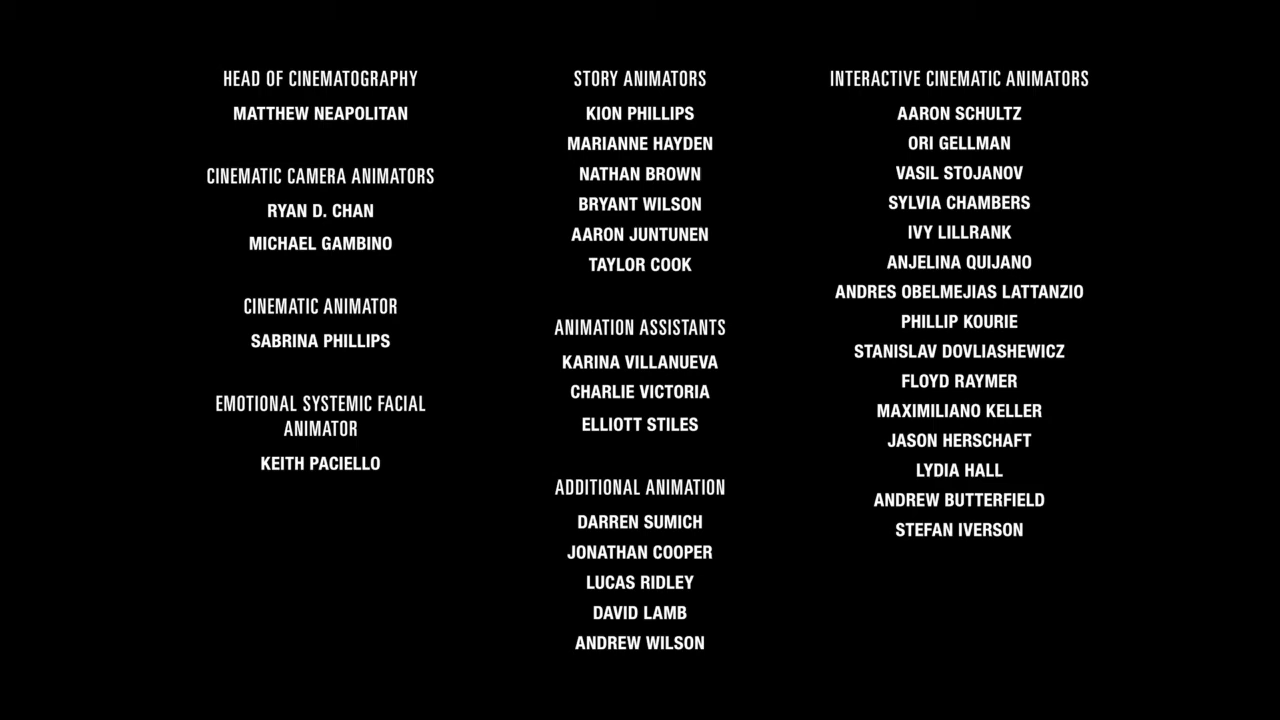 HEAD OF CINEMATOGRAPHY
MATTHEW NEAPOLITAN
CINEMATIC CAMERA ANIMATORS
RYAN D. CHAN
MICHAEL GAMBINO
CINEMATIC ANIMATOR
SABRINA PHILLIPS
EMOTIONAL SYSTEMIC FACIAL
ANIMATOR
KEITH PACIELLO
STORY ANIMATORS
KION PHILLIPS
MARIANNE HAYDEN
NATHAN BROWN
BRYANT WILSON
AARON JUNTUNEN
TAYLOR COOK
ANIMATION ASSISTANTS
KARINA VILLANUEVA
CHARLIE VICTORIA
ELLIOTT STILES
ADDITIONAL ANIMATION
DARREN SUMICH
JONATHAN COOPER
LUCAS RIDLEY
DAVID LAMB
ANDREW WILSON
INTERACTIVE CINEMATIC ANIMATORS
AARON SCHULTZ
ORI GELLMAN
VASIL STOJANOV
SYLVIA CHAMBERS
IVY LILLRANK
ANJELINA QUIJANO
ANDRES OBELMEJIAS LATTANZIO
PHILLIP KOURIE
STANISLAV DOVLIASHEWICZ
FLOYD RAYMER
MAXIMILIANO KELLER
JASON HERSCHAFT
LYDIA HALL
ANDREW BUTTERFIELD
STEFAN IVERSON